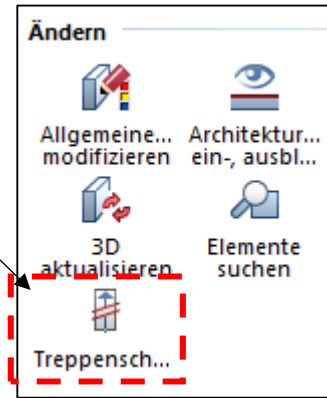 Ändern
Allgemeine... Architektur...
modifizieren ein-, ausbl...
3D Elemente
aktualisieren suchen
Treppensch...